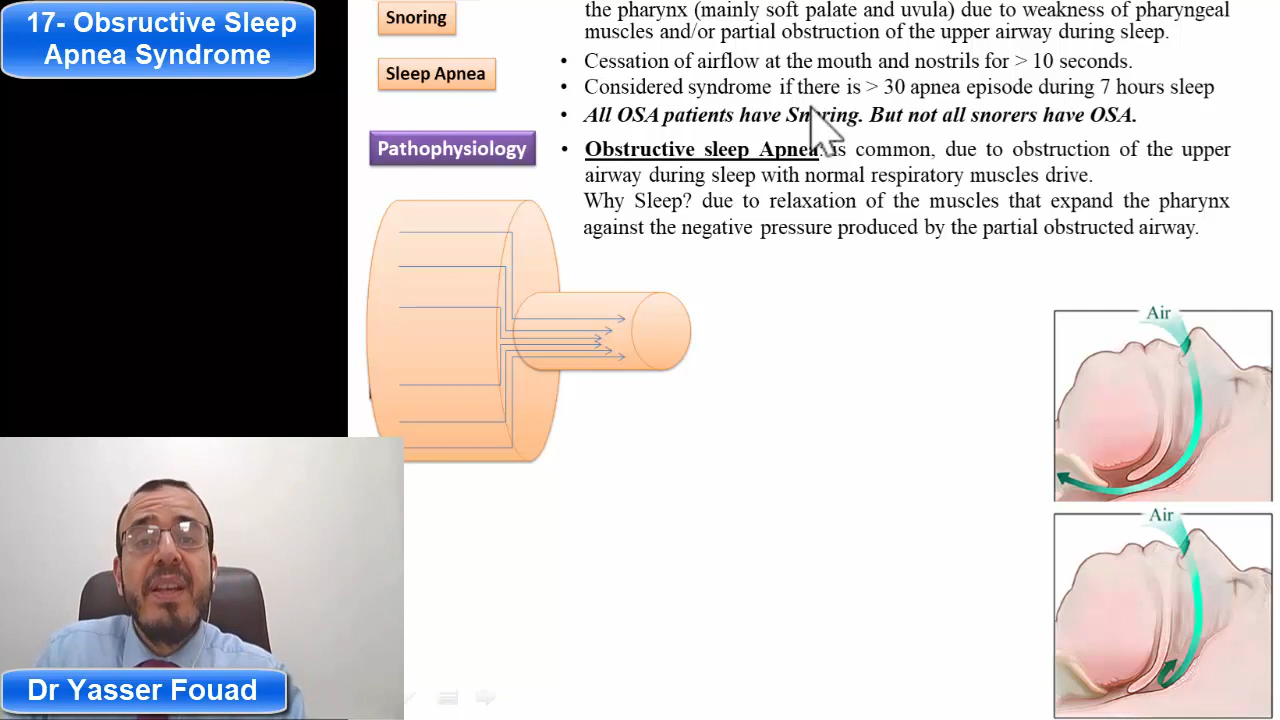 17- Obsructive Sleep
Apnea Syndrome
Snoring
the pharynx (mainly soft palate and uvula) due to weakness of pharyngeal
muscles and/or partial obstruction of the upper airway during sleep.
Sleep Apnea
• Cessation of airflow at the mouth and nostrils for > 10 seconds.
• Considered syndrome if there is > 30 apnea episode during 7 hours sleep
• All OSA patients have Snoring. But not all snorers have OSA.
Pathophysiology
• Obstructive sleep Apnea: is common, due to obstruction of the upper
airway during sleep with normal respiratory muscles drive.
Why Sleep? due to relaxation of the muscles that expand the pharynx
against the negative pressure produced by the partial obstructed airway.
Air
Air
Dr Yasser Fouad